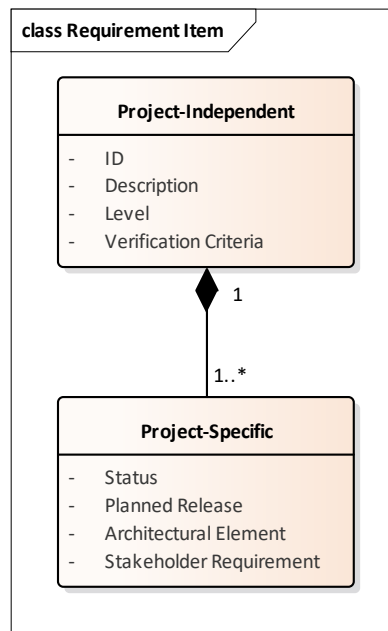 class Requirement Item
Project-Independent
- ID
- Description
- Level
- Verification Criteria
1
1..*
Project-Specific
- Status
- Planned Release
- Architectural Element
- Stakeholder Requirement